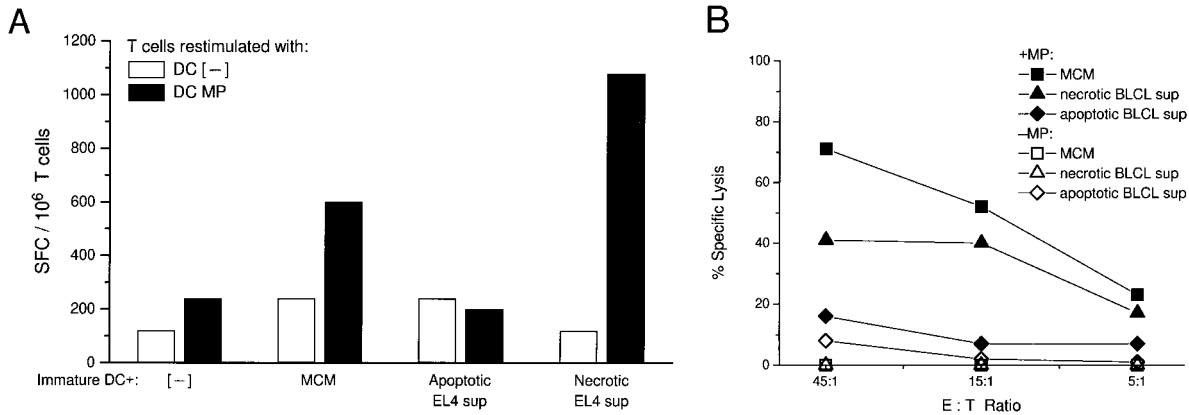 A
T cells restimulated with:
DC [−]
DC MP
1200
1000
800
600
400
200
0
SFC / 10⁶ T cells
Immature DC+:
[−]
MCM
Apoptotic
EL4 sup
Necrotic
EL4 sup
B
+MP:
MCM
necrotic BLCL sup
apoptotic BLCL sup
−MP:
MCM
necrotic BLCL sup
apoptotic BLCL sup
100
80
60
40
20
0
% Specific Lysis
45:1
15:1
5:1
E : T Ratio